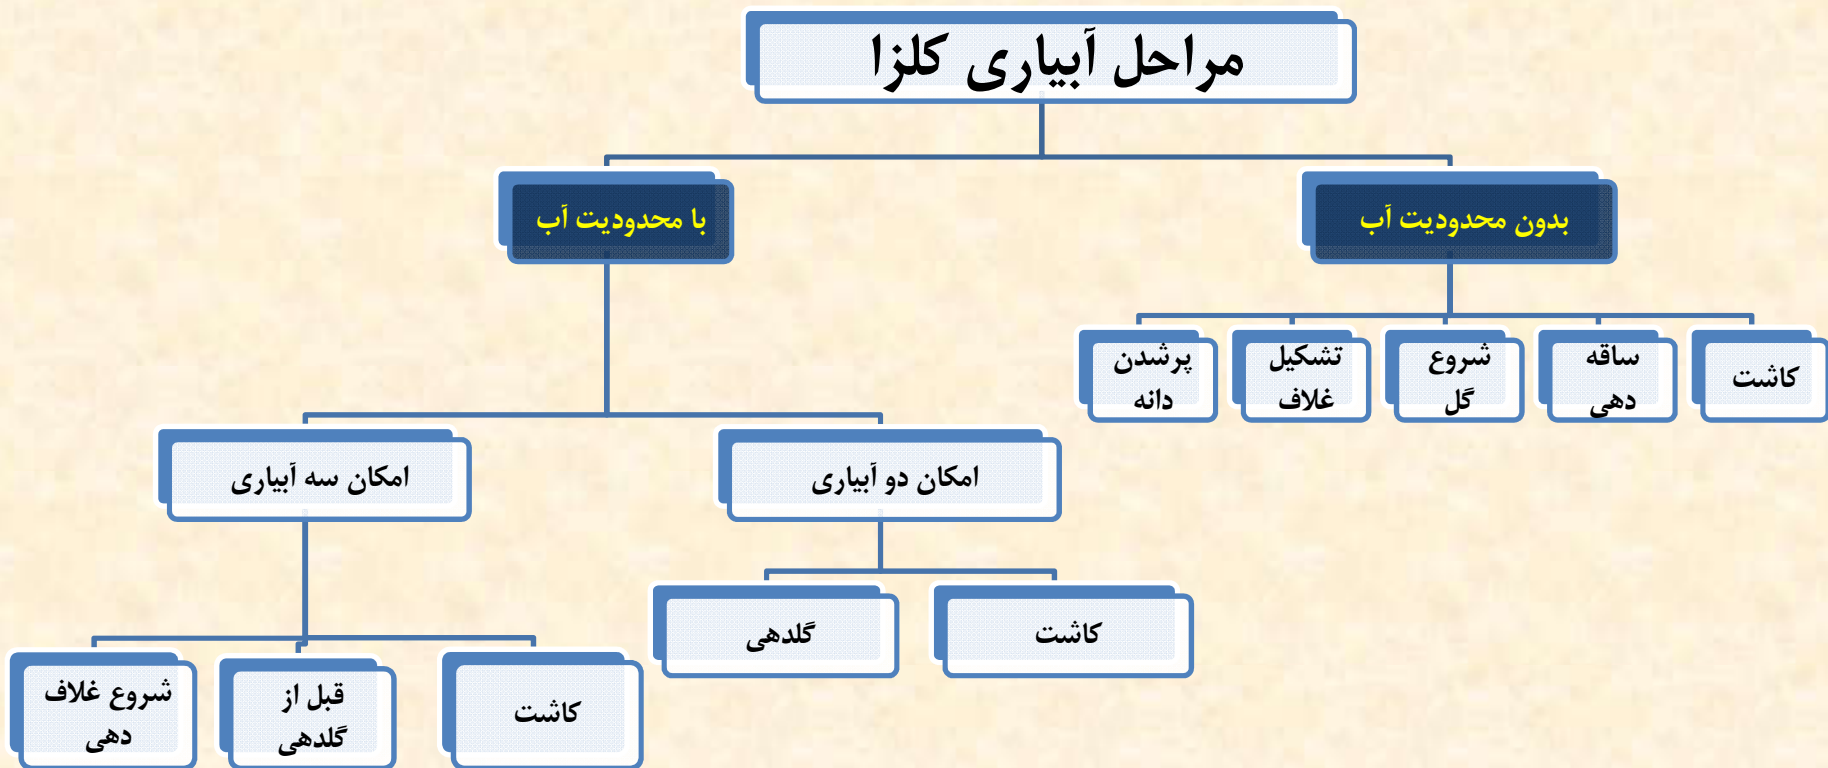 مراحل آبیاری کلزا
بدون محدودیت آب
با محدودیت آب
کاشت
ساقه
دهی
شروع
گل
تشکیل
غلاف
پرشدن
دانه
امکان دو آبیاری
امکان سه آبیاری
کاشت
گلدهی
کاشت
قبل از
گلدهی
شروع غلاف
دهی